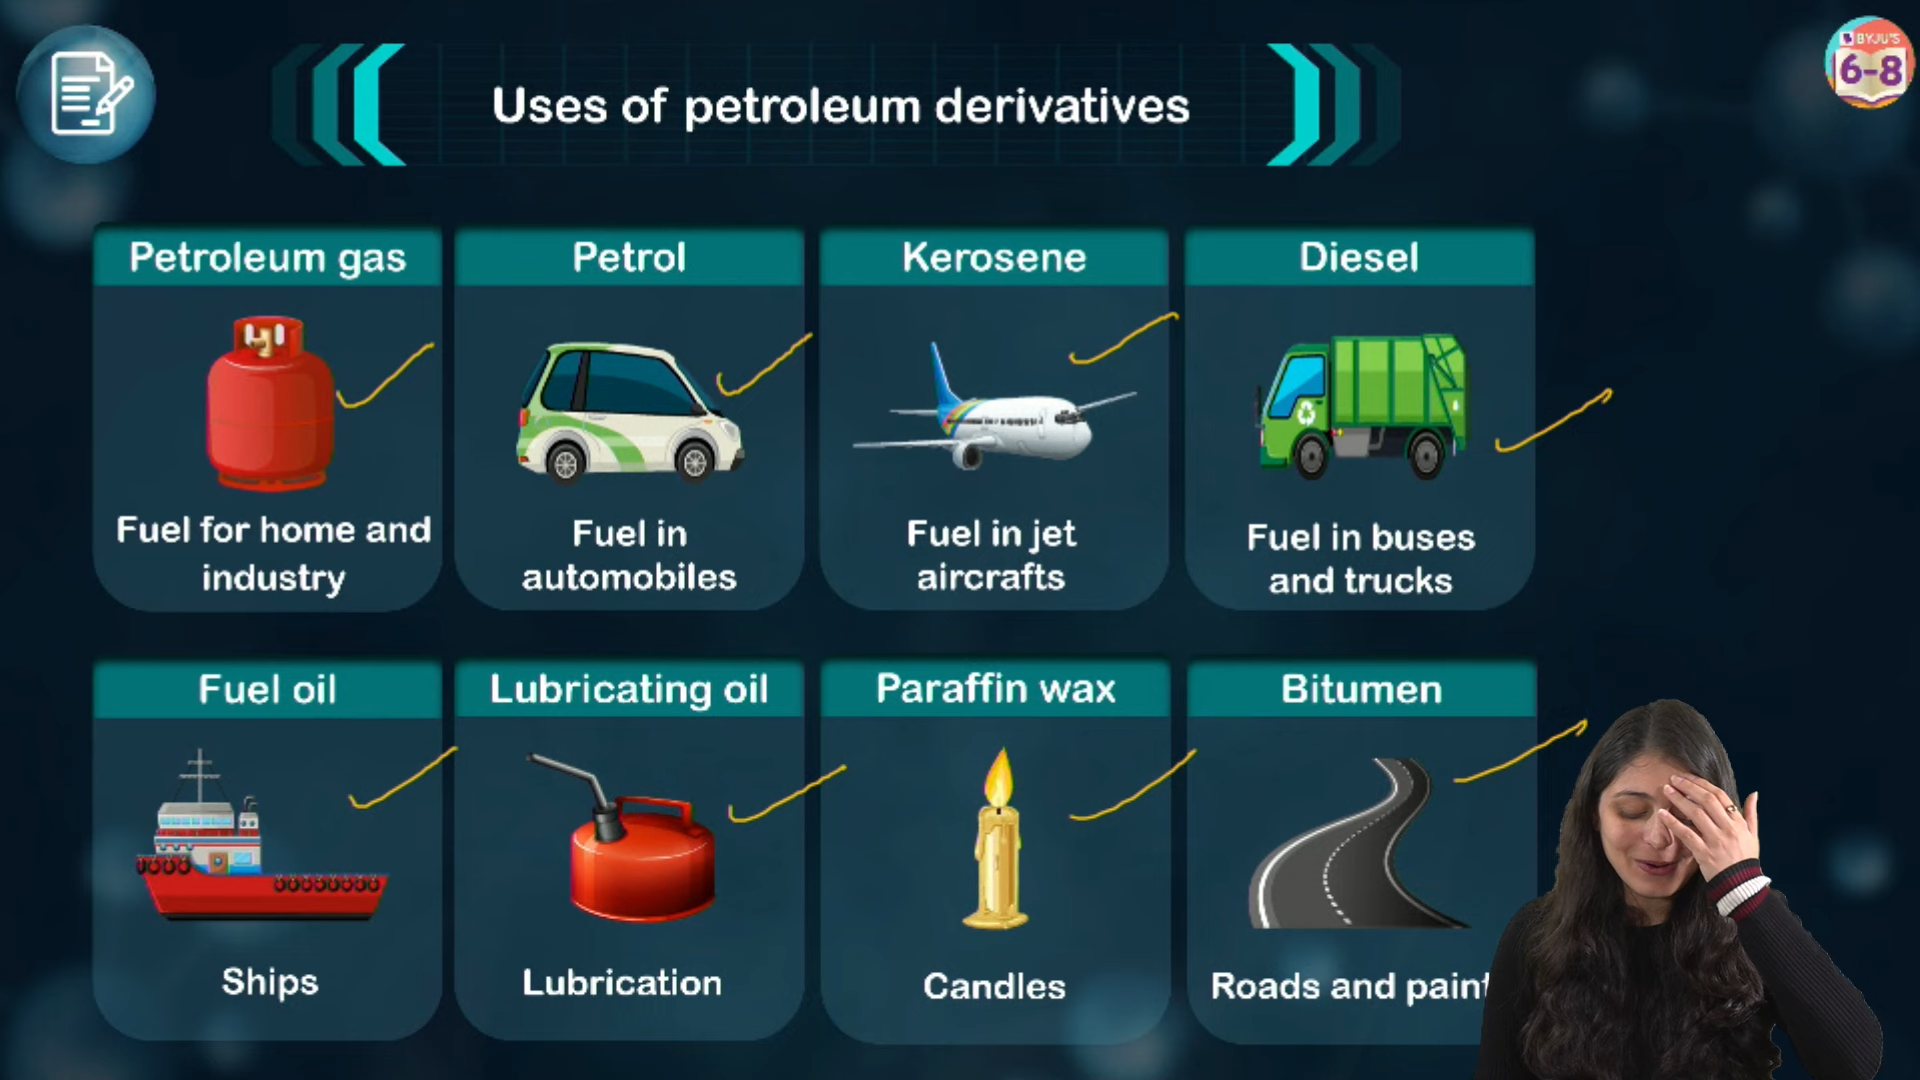 BYJU'S
6-8
Uses of petroleum derivatives
Petroleum gas
Petrol
Kerosene
Diesel
Fuel for home and
industry
Fuel in
automobiles
Fuel in jet
aircrafts
Fuel in buses
and trucks
Fuel oil
Lubricating oil
Paraffin wax
Bitumen
Ships
Lubrication
Candles
Roads and paint